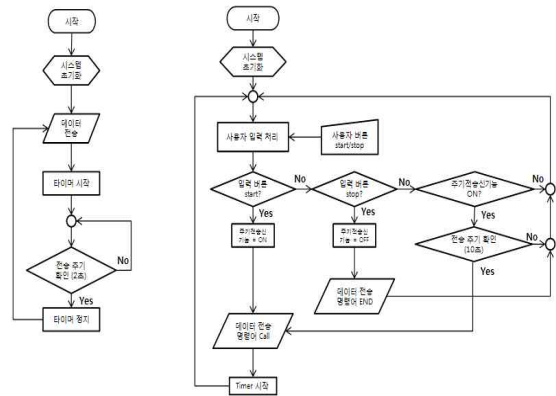 시작
시스템
초기화
데이터
전송
타이머 시작
전송 주기
확인 (2초)
No
Yes
타이머 정지
시작
시스템
초기화
사용자 입력 처리
사용자 버튼
start/stop
입력 버튼
start?
No
입력 버튼
stop?
No
주기전송신기능
ON?
No
Yes
Yes
Yes
주기전송신
기능 = ON
주기전송신
기능 = OFF
전송 주기 확인
(10초)
No
Yes
데이터 전송
명령어 END
데이터 전송
명령어 Call
Timer 시작